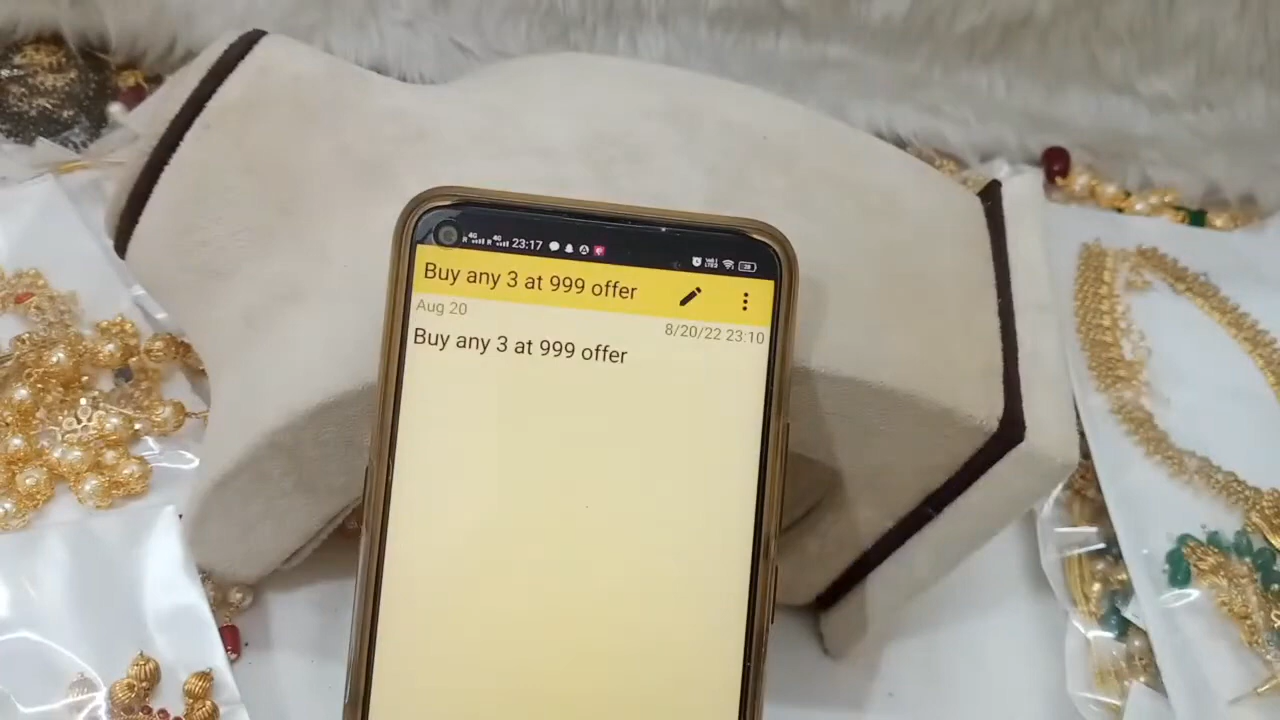 23:17
Buy any 3 at 999 offer
Aug 20
8/20/22 23:10
Buy any 3 at 999 offer